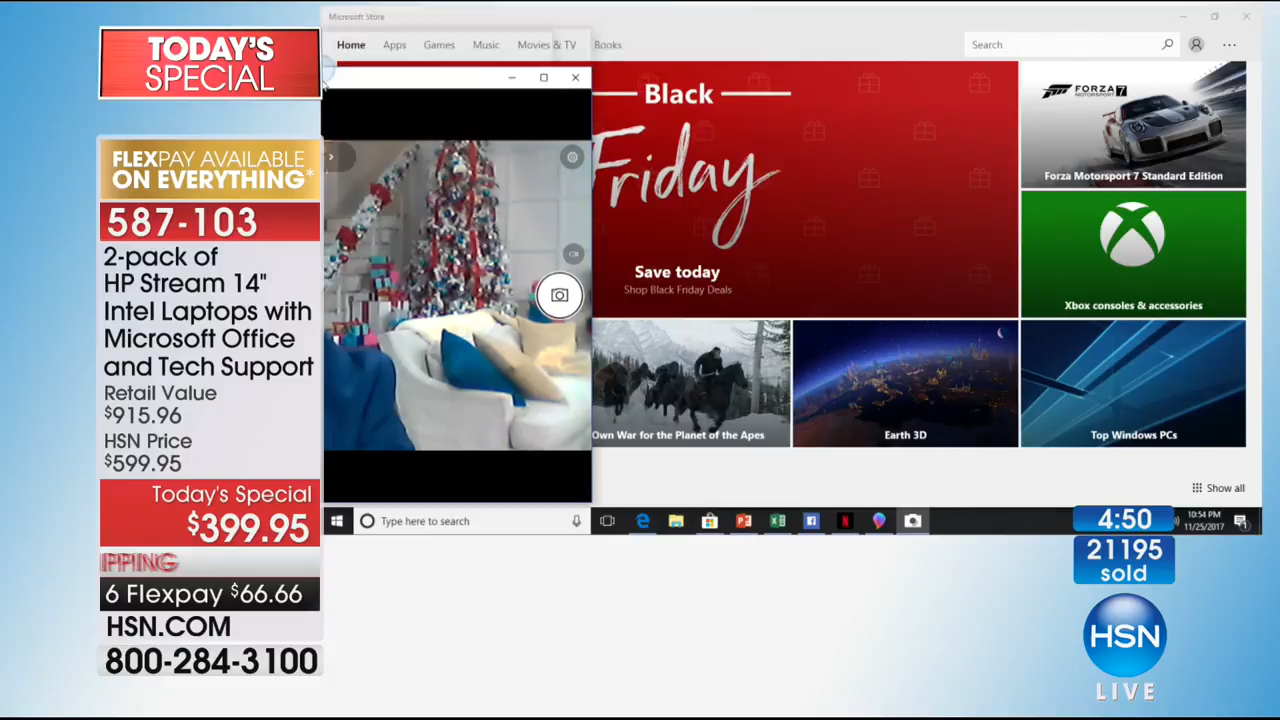 TODAY'S
SPECIAL
FLEXPAY AVAILABLE
ON EVERYTHING*
587-103
2-pack of
HP Stream 14"
Intel Laptops with
Microsoft Office
and Tech Support
Retail Value
$915.96
HSN Price
$599.95
Today's Special
$399.95
IPPING
6 Flexpay $66.66
HSN.COM
800-284-3100
Microsoft Store
Home Apps Games Music Movies & TV Books
Search
Black
Friday
Save today
Shop Black Friday Deals
FORZA
MOTORSPORT 7
Forza Motorsport 7 Standard Edition
Xbox consoles & accessories
Own War for the Planet of the Apes
Earth 3D
Top Windows PCs
Show all
Type here to search
10:54 PM
11/25/2017
4:50
21195
sold
HSN
LIVE